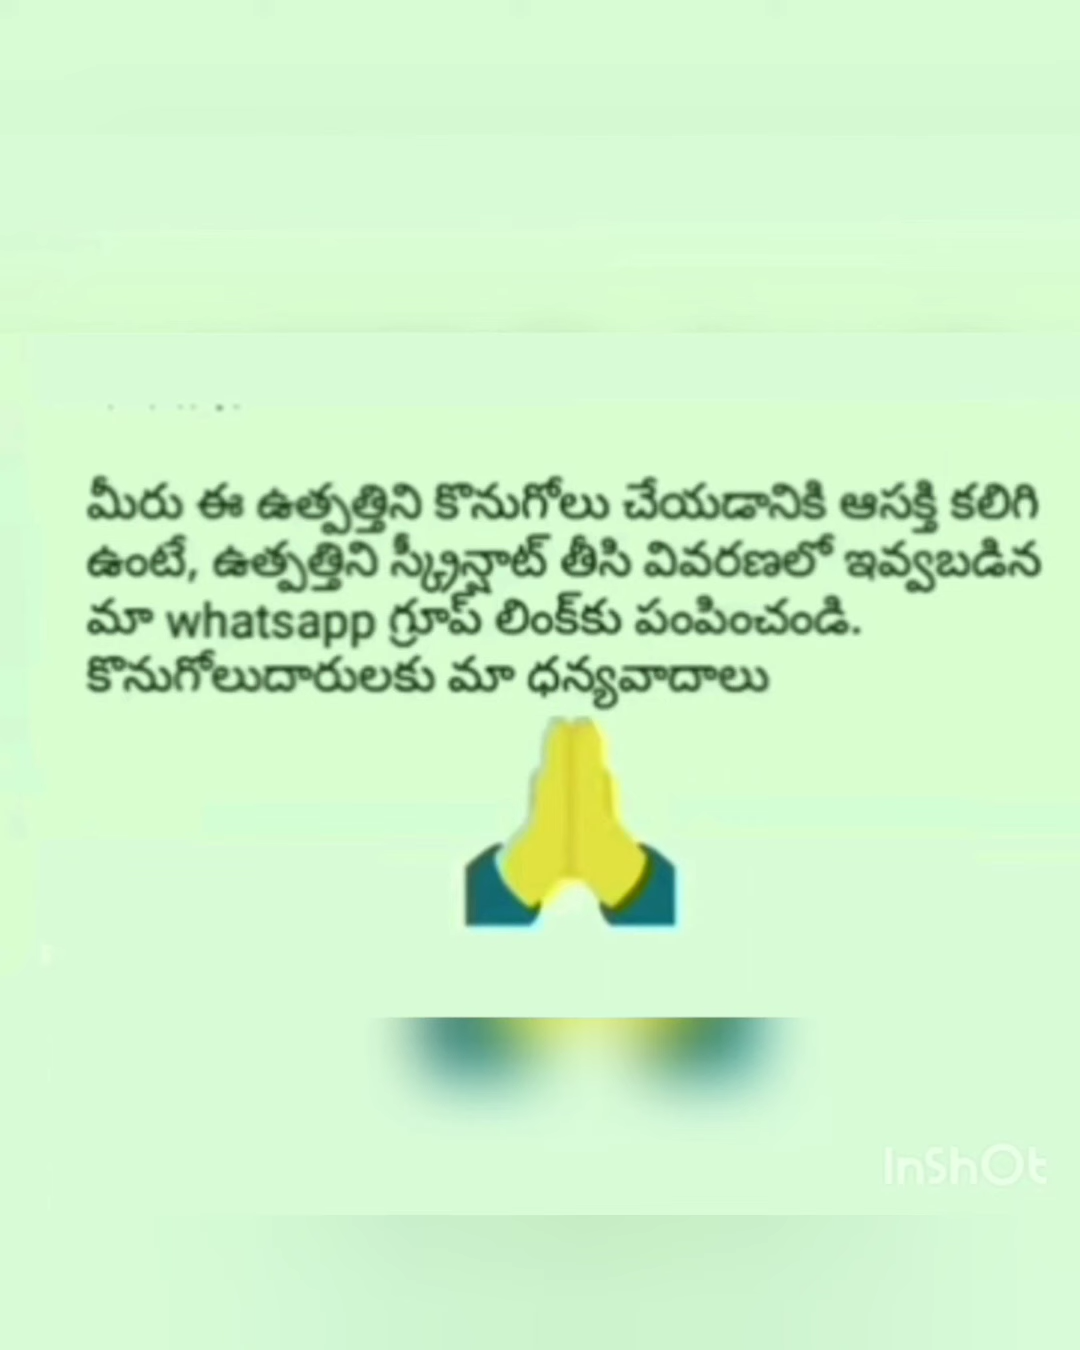 మీరు ఈ ఉత్పత్తిని కొనుగోలు చేయడానికి ఆసక్తి కలిగి
ఉంటే, ఉత్పత్తిని స్క్రీన్షాట్ తీసి వివరణలో ఇవ్వబడిన
మా whatsapp గ్రూప్ లింక్‌కు పంపించండి.
కొనుగోలుదారులకు మా ధన్యవాదాలు
InShOt